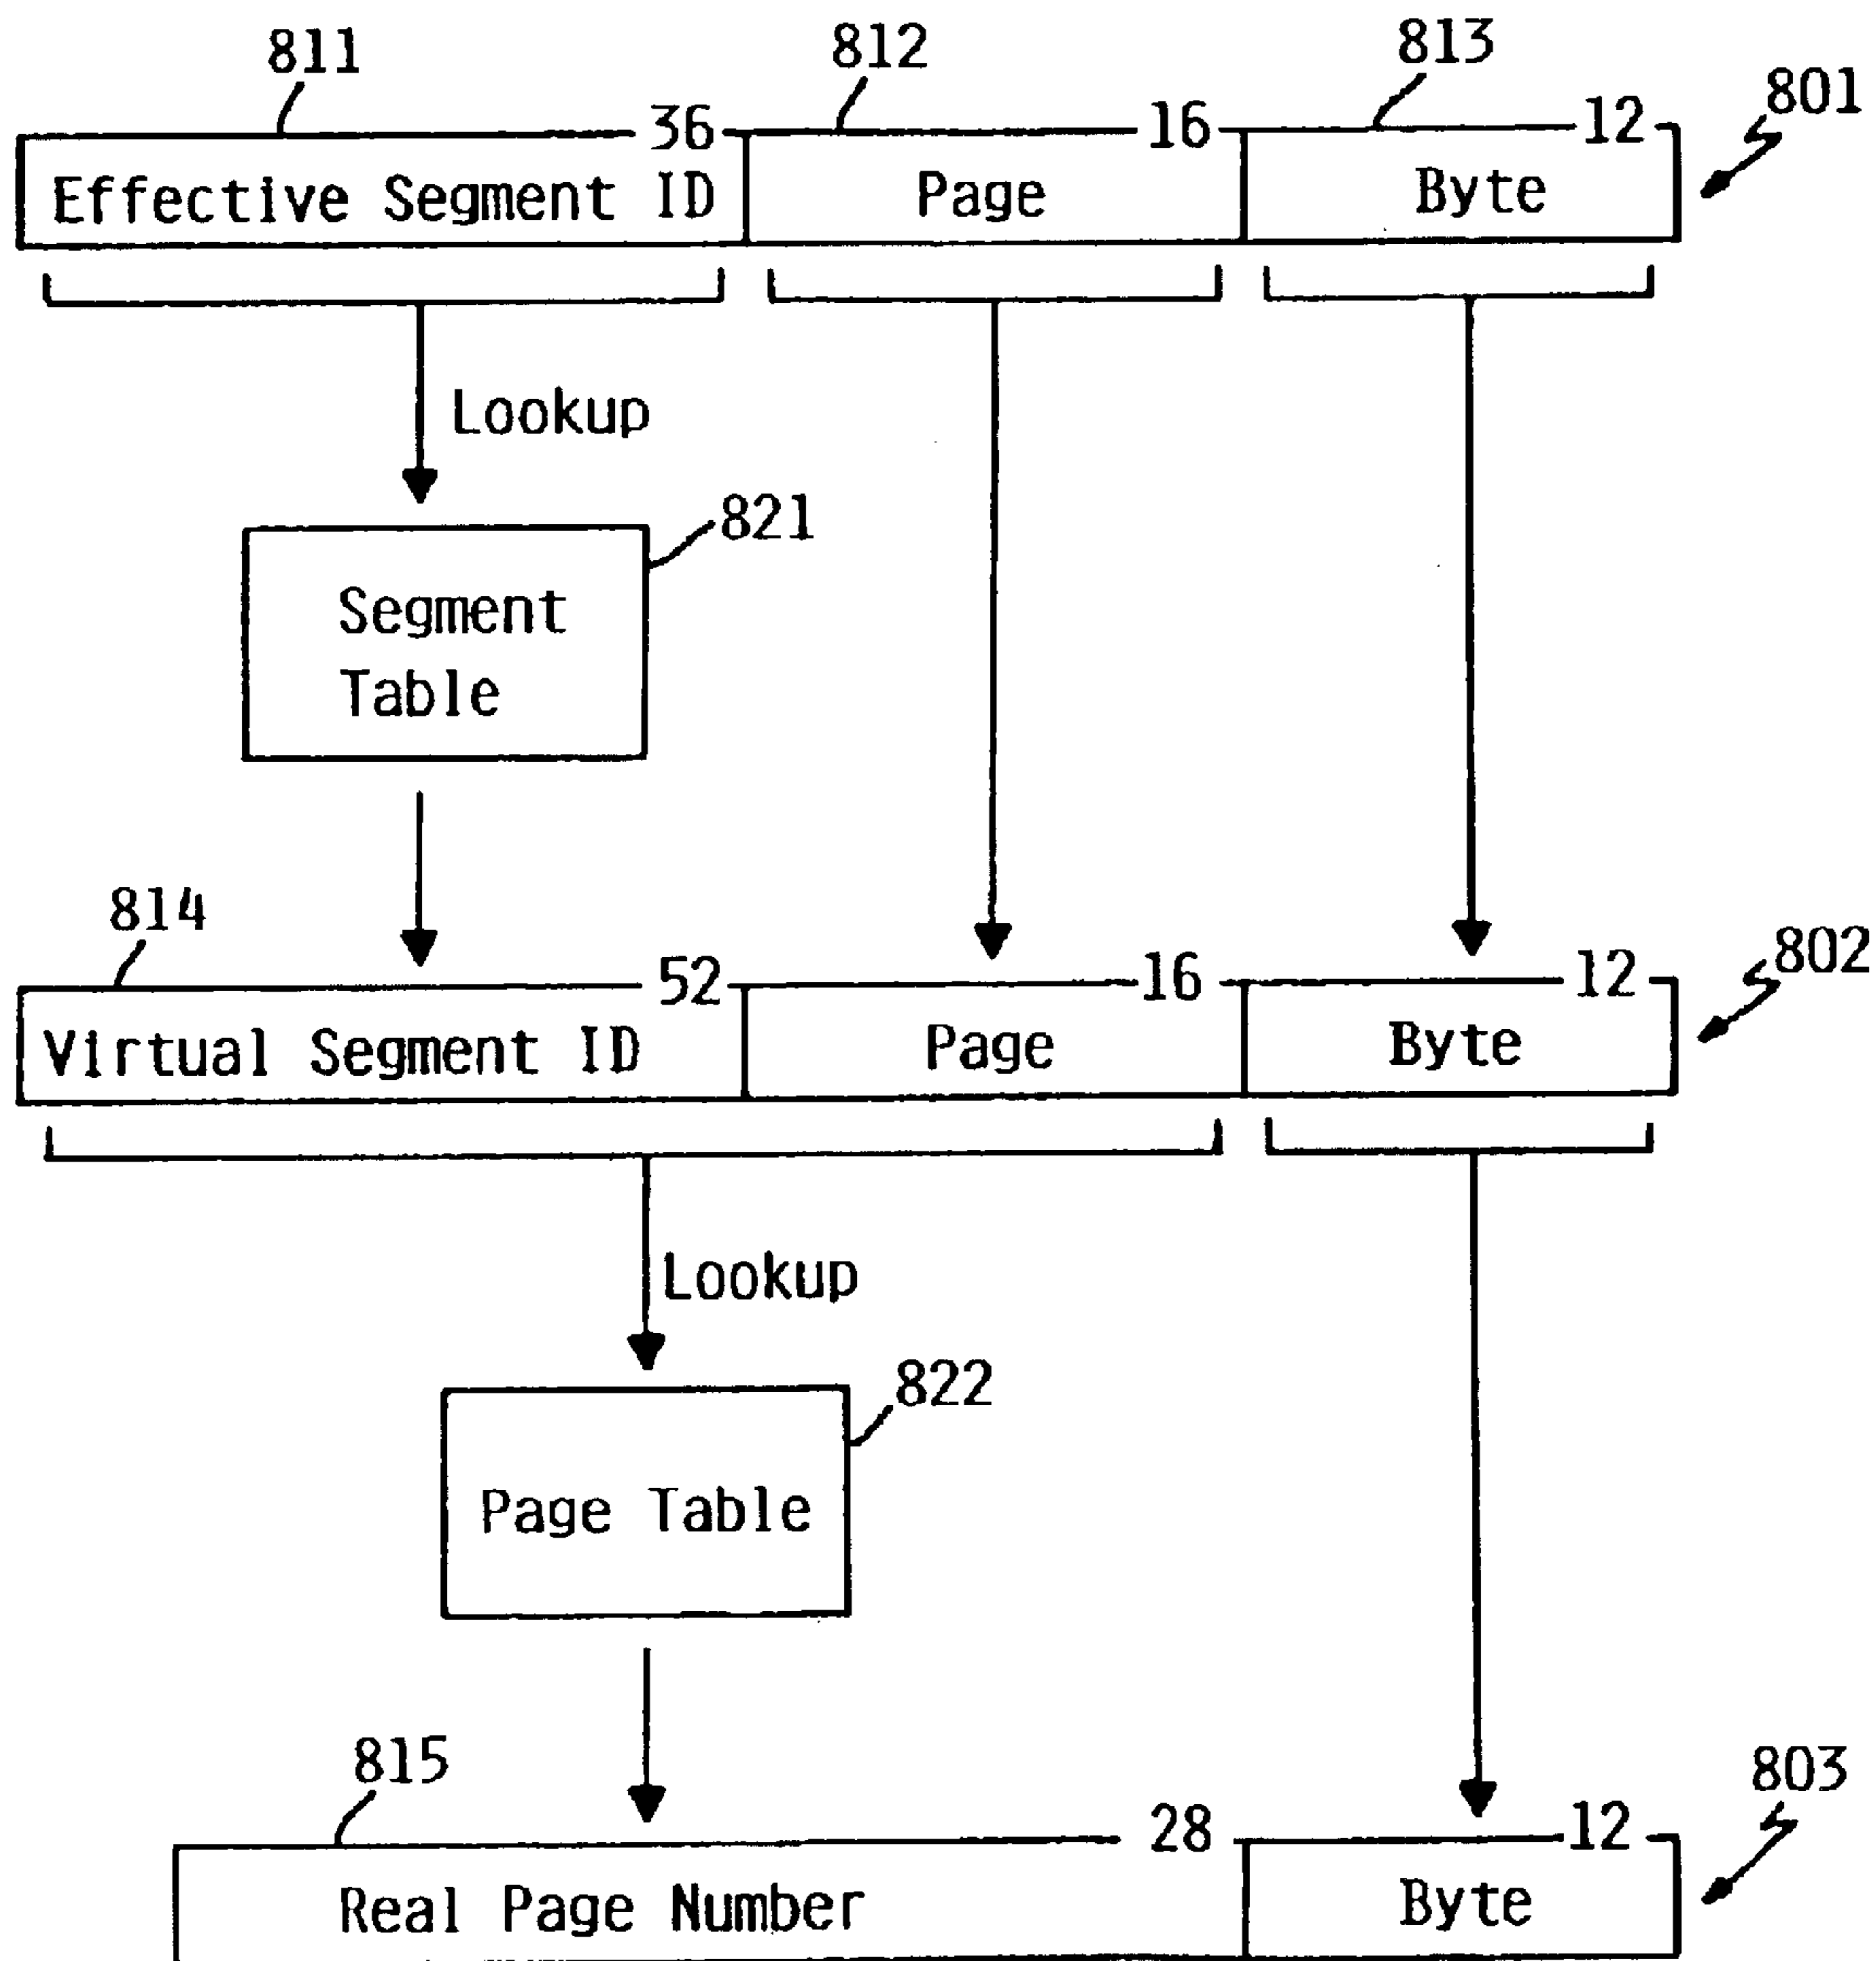 811 812 813
801
36 16 12
Effective Segment ID Page Byte
Lookup
821
Segment
Table
814
802
52 16 12
Virtual Segment ID Page Byte
Lookup
822
Page Table
815
803
28 12
Real Page Number Byte